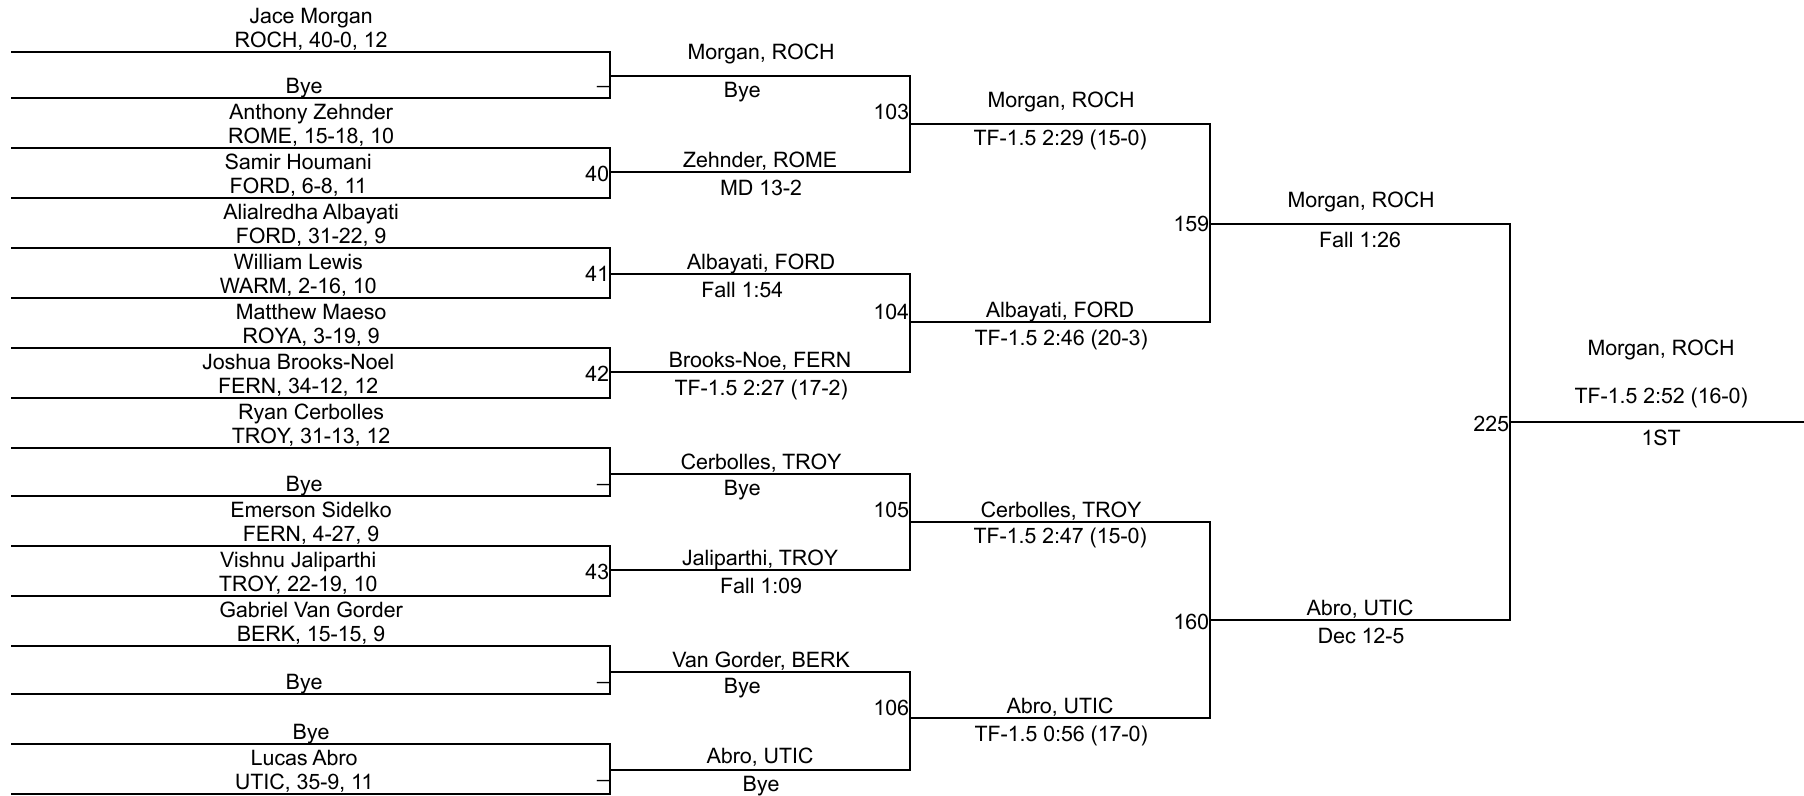 Jace Morgan
ROCH, 40-0, 12
Bye
Anthony Zehnder
ROME, 15-18, 10
Samir Houmani
FORD, 6-8, 11
40
Alialredha Albayati
FORD, 31-22, 9
William Lewis
WARM, 2-16, 10
41
Matthew Maeso
ROYA, 3-19, 9
Joshua Brooks-Noel
FERN, 34-12, 12
42
Ryan Cerbolles
TROY, 31-13, 12
Bye
Emerson Sidelko
FERN, 4-27, 9
Vishnu Jaliparthi
TROY, 22-19, 10
43
Gabriel Van Gorder
BERK, 15-15, 9
Bye
Bye
Lucas Abro
UTIC, 35-9, 11
Morgan, ROCH
Bye
103
Zehnder, ROME
MD 13-2
Albayati, FORD
Fall 1:54
104
Brooks-Noe, FERN
TF-1.5 2:27 (17-2)
Cerbolles, TROY
Bye
105
Jaliparthi, TROY
Fall 1:09
Van Gorder, BERK
Bye
106
Abro, UTIC
Bye
Morgan, ROCH
TF-1.5 2:29 (15-0)
159
Albayati, FORD
TF-1.5 2:46 (20-3)
Cerbolles, TROY
TF-1.5 2:47 (15-0)
160
Abro, UTIC
TF-1.5 0:56 (17-0)
Morgan, ROCH
Fall 1:26
225
Abro, UTIC
Dec 12-5
Morgan, ROCH
TF-1.5 2:52 (16-0)
1ST